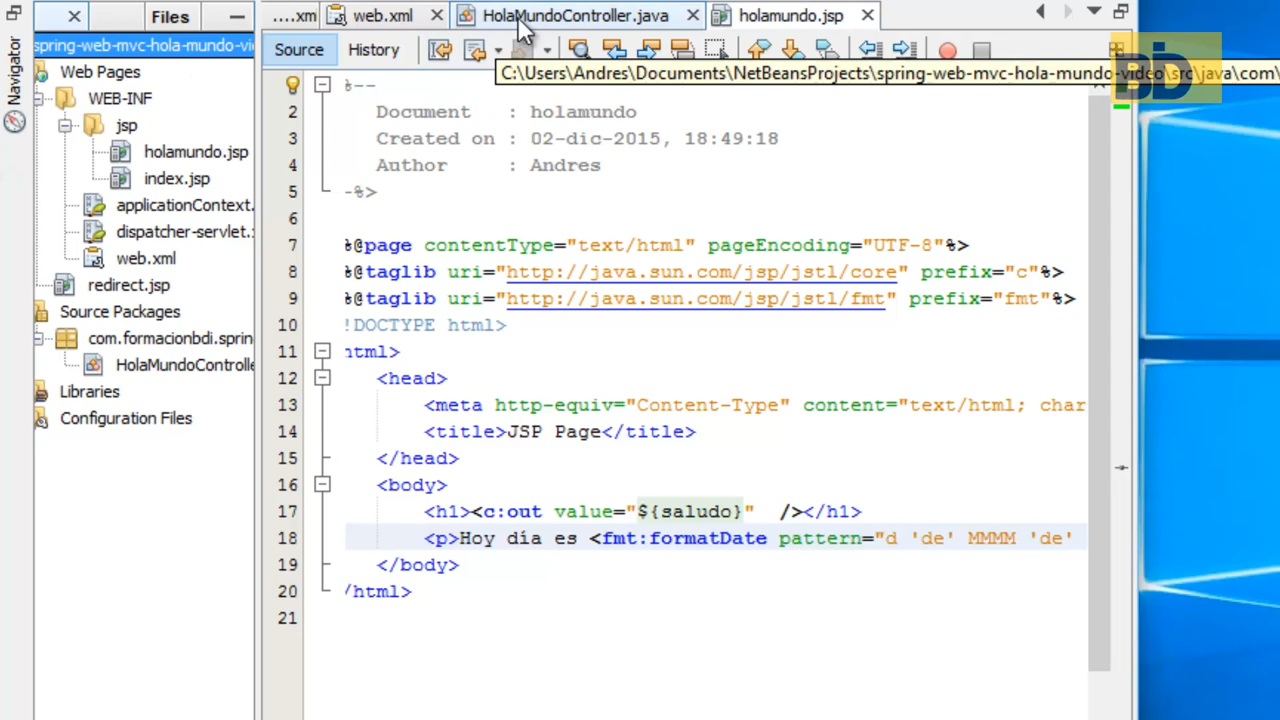 Files
....xm
web.xml
HolaMundoController.java
holamundo.jsp
Navigator
spring-web-mvc-hola-mundo-vi
Web Pages
WEB-INF
jsp
holamundo.jsp
index.jsp
applicationContext.
dispatcher-servlet.
web.xml
redirect.jsp
Source Packages
com.formacionbdi.sprin
HolaMundoControlle
Libraries
Configuration Files
Source
History
C:\Users\Andres\Documents\NetBeansProjects\spring-web-mvc-hola-mundo-video\src\java\com\
BDI
%--
2 Document : holamundo
3 Created on : 02-dic-2015, 18:49:18
4 Author : Andres
5 -%>
6
7 %@page contentType="text/html" pageEncoding="UTF-8"%>
8 %@taglib uri="http://java.sun.com/jsp/jstl/core" prefix="c"%>
9 %@taglib uri="http://java.sun.com/jsp/jstl/fmt" prefix="fmt"%>
10 !DOCTYPE html>
11 html>
12 <head>
13 <meta http-equiv="Content-Type" content="text/html; char
14 <title>JSP Page</title>
15 </head>
16 <body>
17 <h1><c:out value="${saludo}" /></h1>
18 <p>Hoy día es <fmt:formatDate pattern="d 'de' MMMM 'de'
19 </body>
20 /html>
21